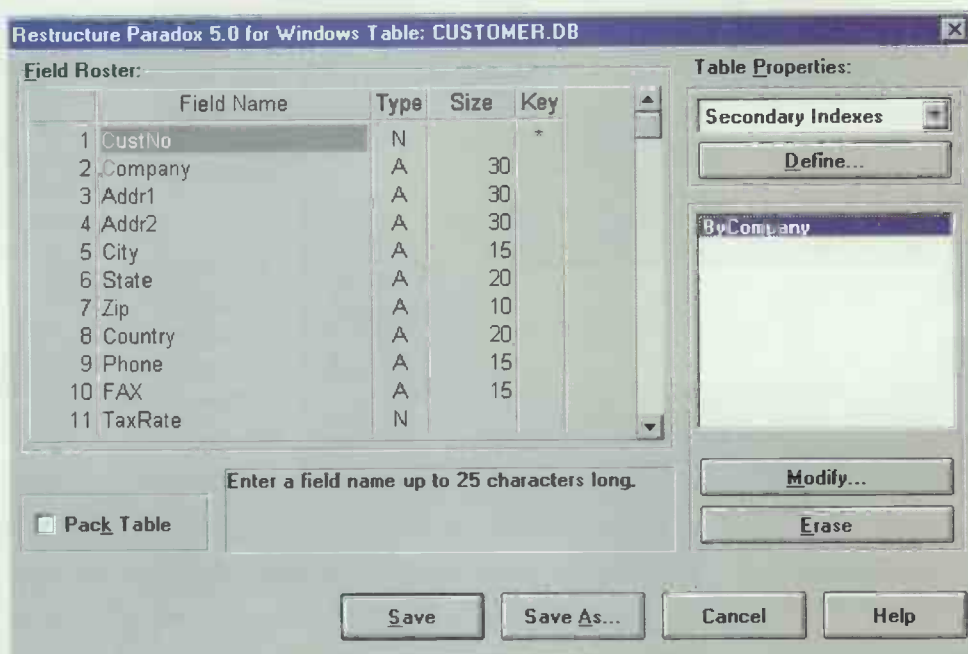 Restructure Paradox 5.0 for Windows Table: CUSTOMER.DB
Field Roster:
Field Name Type Size Key
1 CustNo N *
2 Company A 30
3 Addr1 A 30
4 Addr2 A 30
5 City A 15
6 State A 20
7 Zip A 10
8 Country A 20
9 Phone A 15
10 FAX A 15
11 TaxRate N
Enter a field name up to 25 characters long.
Pack Table
Table Properties:
Secondary Indexes
Define...
ByCompany
Modify...
Erase
Save
Save As...
Cancel
Help